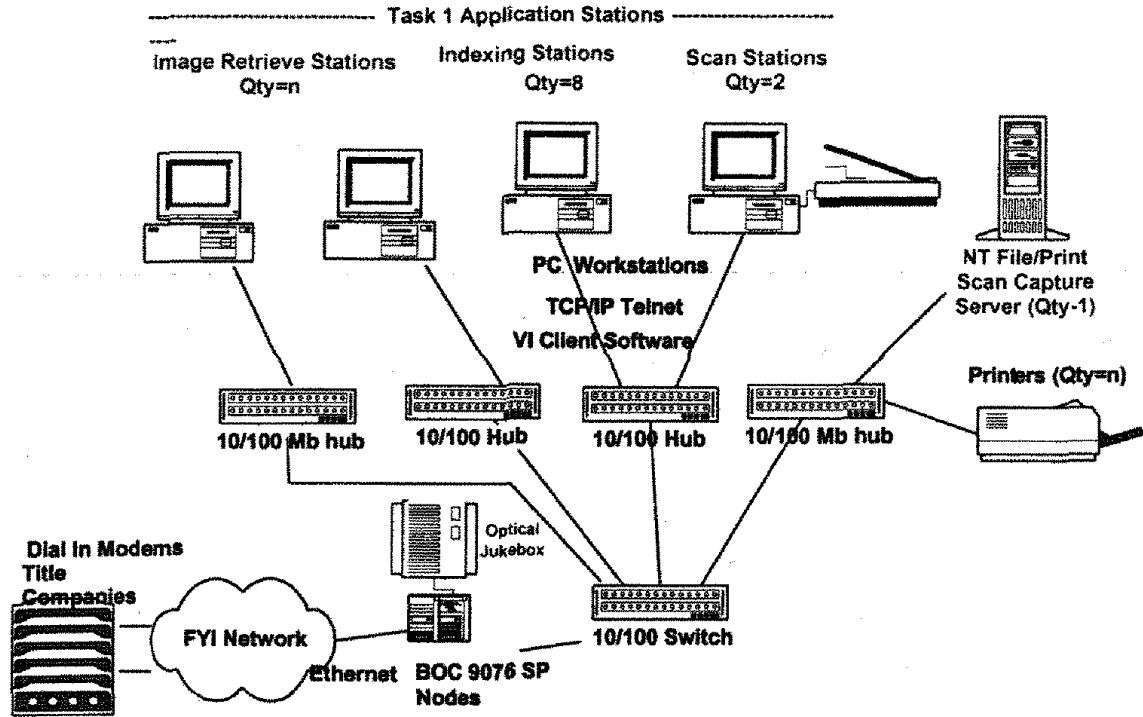 Task 1 Application Stations
Image Retrieve Stations
Qty=n
Indexing Stations
Qty=8
Scan Stations
Qty=2
NT File/Print
Scan Capture
Server (Qty-1)
PC Workstations
TCP/IP Telnet
VI Client Software
Printers (Qty=n)
10/100 Mb hub
10/100 Hub
10/100 Hub
10/100 Mb hub
Optical
Jukebox
Dial In Modems
Title
Companies
FYI Network
10/100 Switch
Ethernet
BOC 9076 SP
Nodes